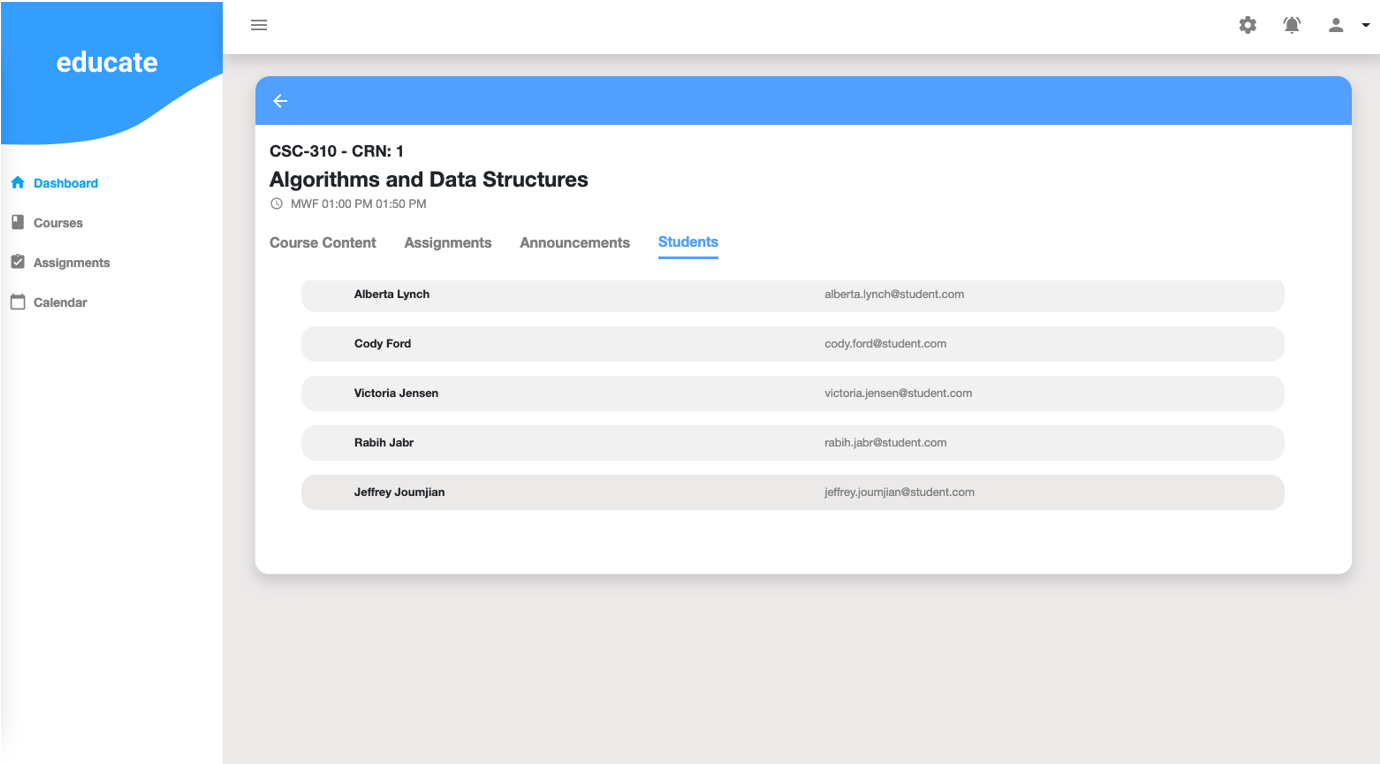 educate
Dashboard
Courses
Assignments
Calendar
CSC-310 - CRN: 1
Algorithms and Data Structures
MWF 01:00 PM 01:50 PM
Course Content Assignments Announcements Students
Alberta Lynch alberta.lynch@student.com
Cody Ford cody.ford@student.com
Victoria Jensen victoria.jensen@student.com
Rabih Jabr rabih.jabr@student.com
Jeffrey Joumjian jeffrey.joumjian@student.com